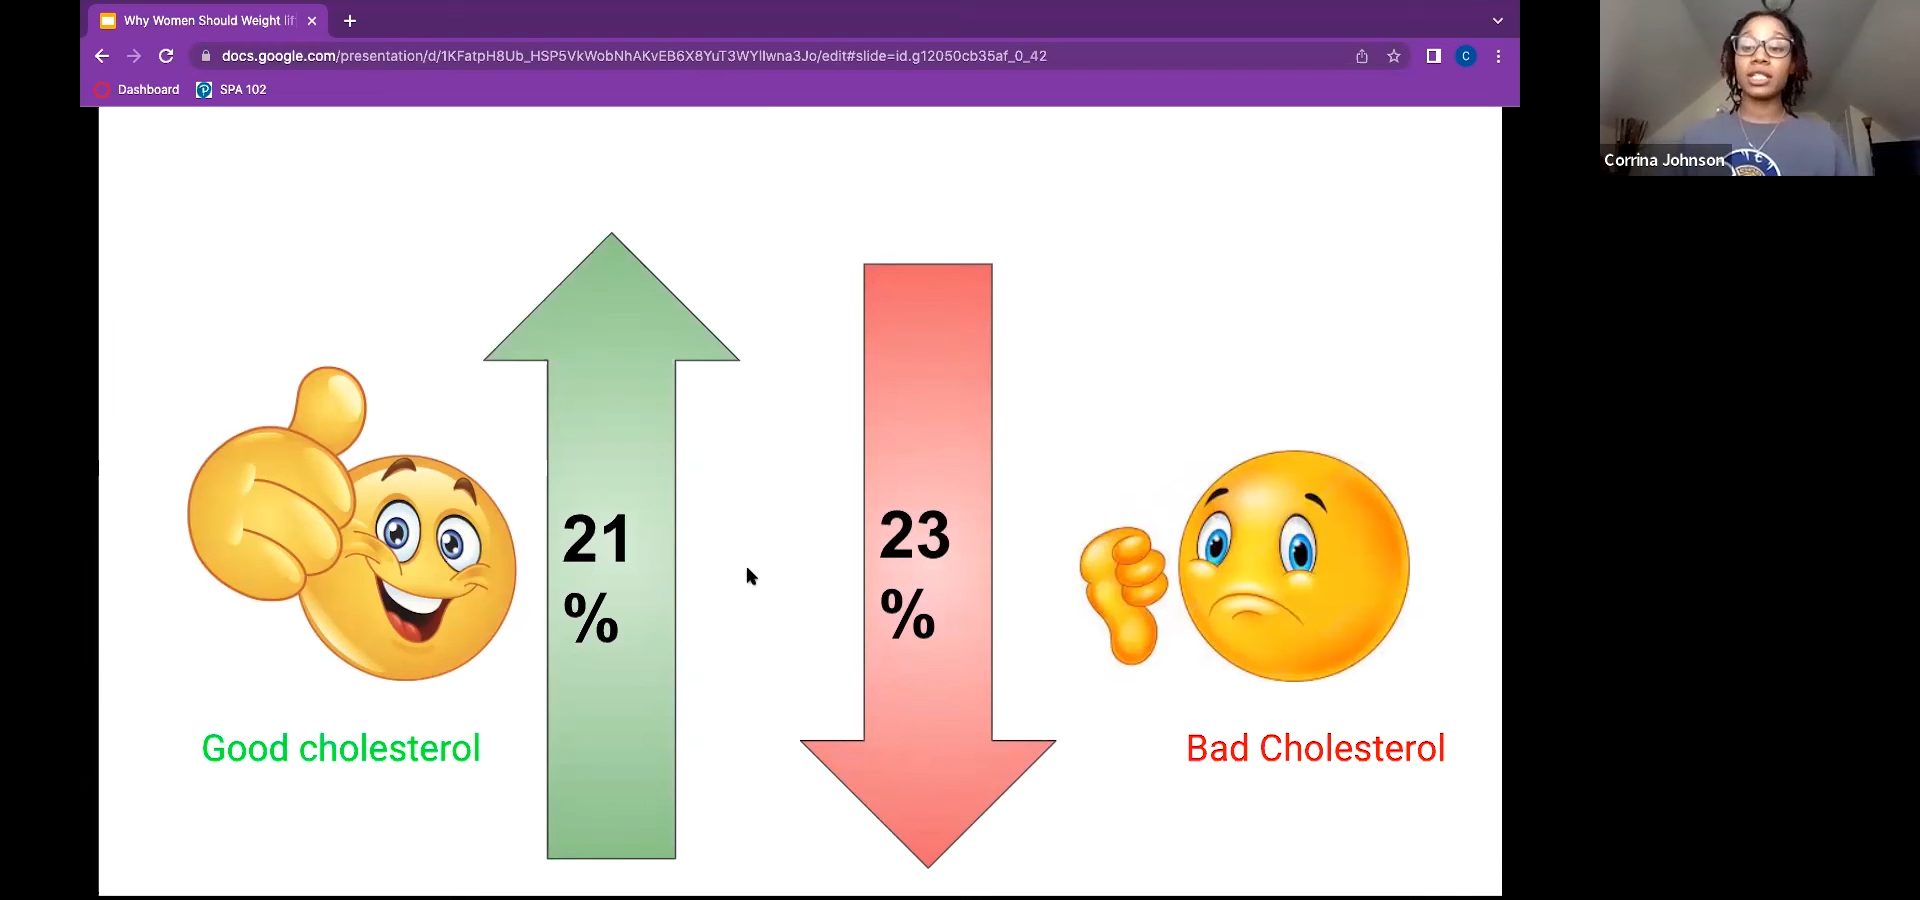 Why Women Should Weight lif
docs.google.com/presentation/d/1KFatpH8Ub_HSP5VkWobNhAKvEB6X8YuT3WYlIwna3Jo/edit#slide=id.g12050cb35af_0_42
C
Dashboard
SPA 102
Corrina Johnson
21
%
23
%
Good cholesterol
Bad Cholesterol